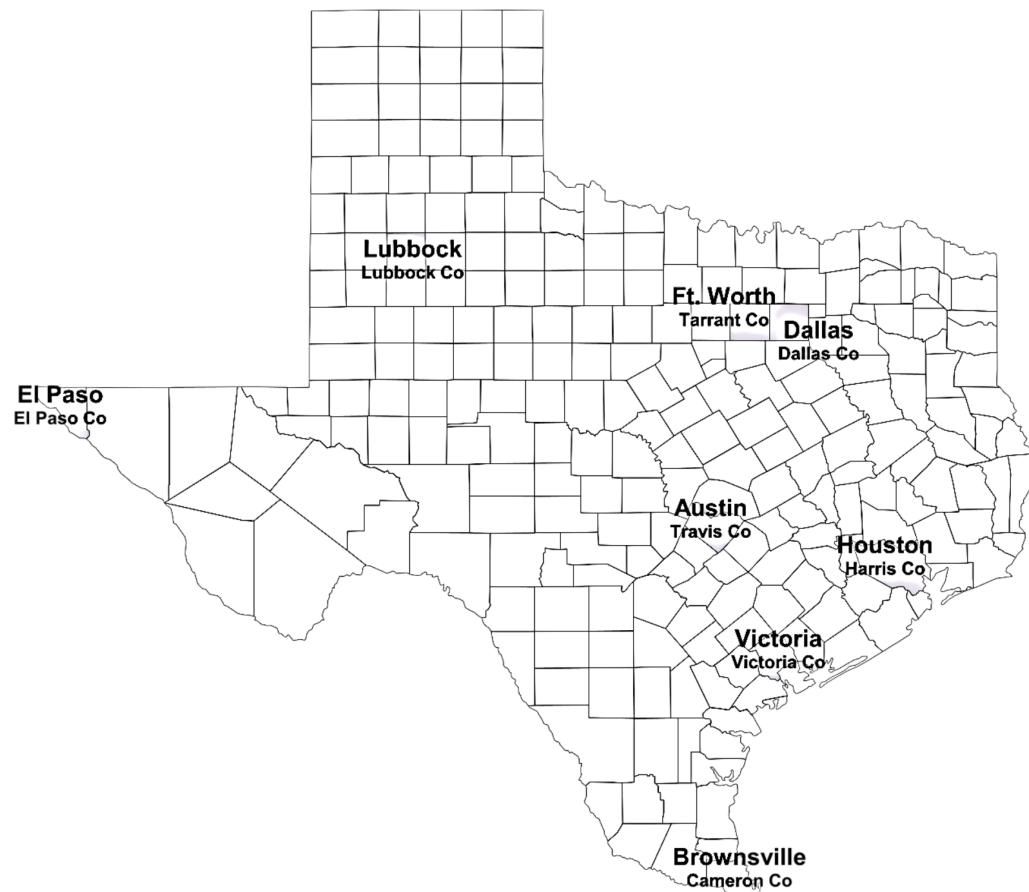 Lubbock
Lubbock Co
Ft. Worth
Tarrant Co
Dallas
Dallas Co
El Paso
El Paso Co
Austin
Travis Co
Houston
Harris Co
Victoria
Victoria Co
Brownsville
Cameron Co